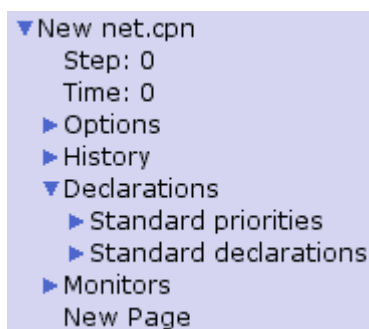 New net.cpn
Step: 0
Time: 0
Options
History
Declarations
Standard priorities
Standard declarations
Monitors
New Page